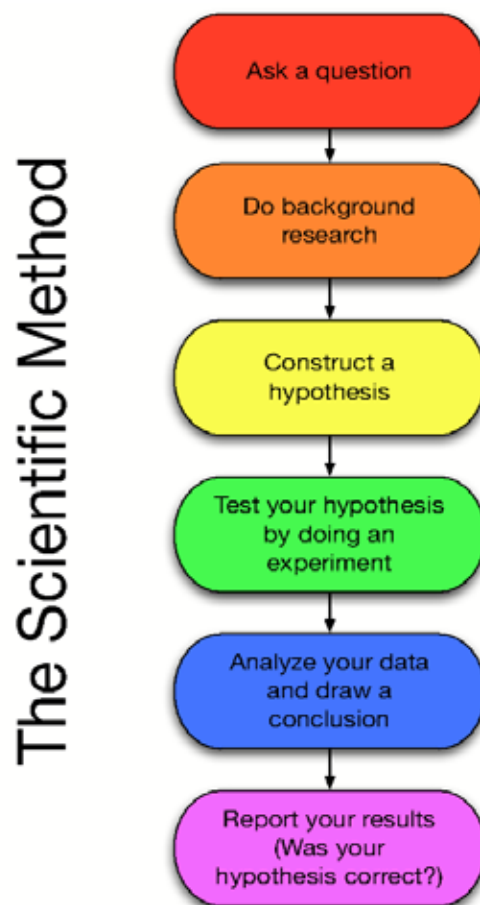 The Scientific Method
Ask a question
Do background
research
Construct a
hypothesis
Test your hypothesis
by doing an
experiment
Analyze your data
and draw a
conclusion
Report your results
(Was your
hypothesis correct?)